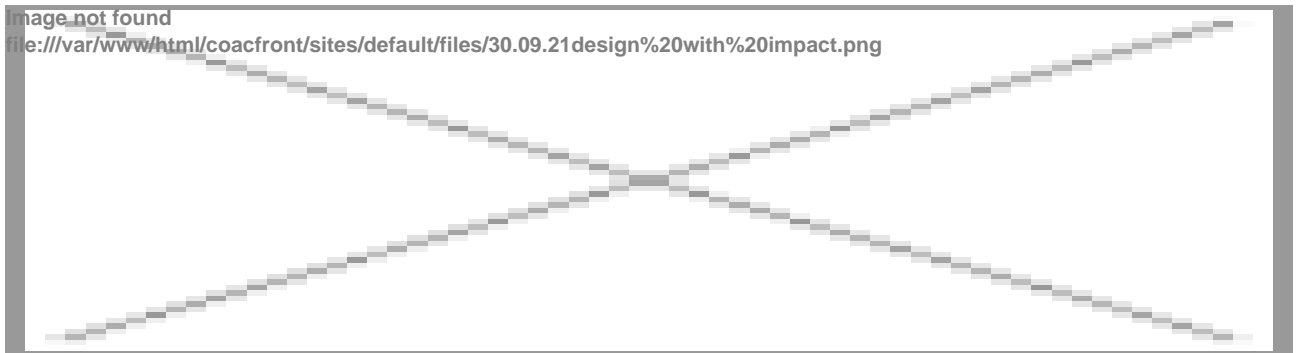 Image not found
file:///var/www/html/coacfront/sites/default/files/30.09.21design%20with%20impact.png